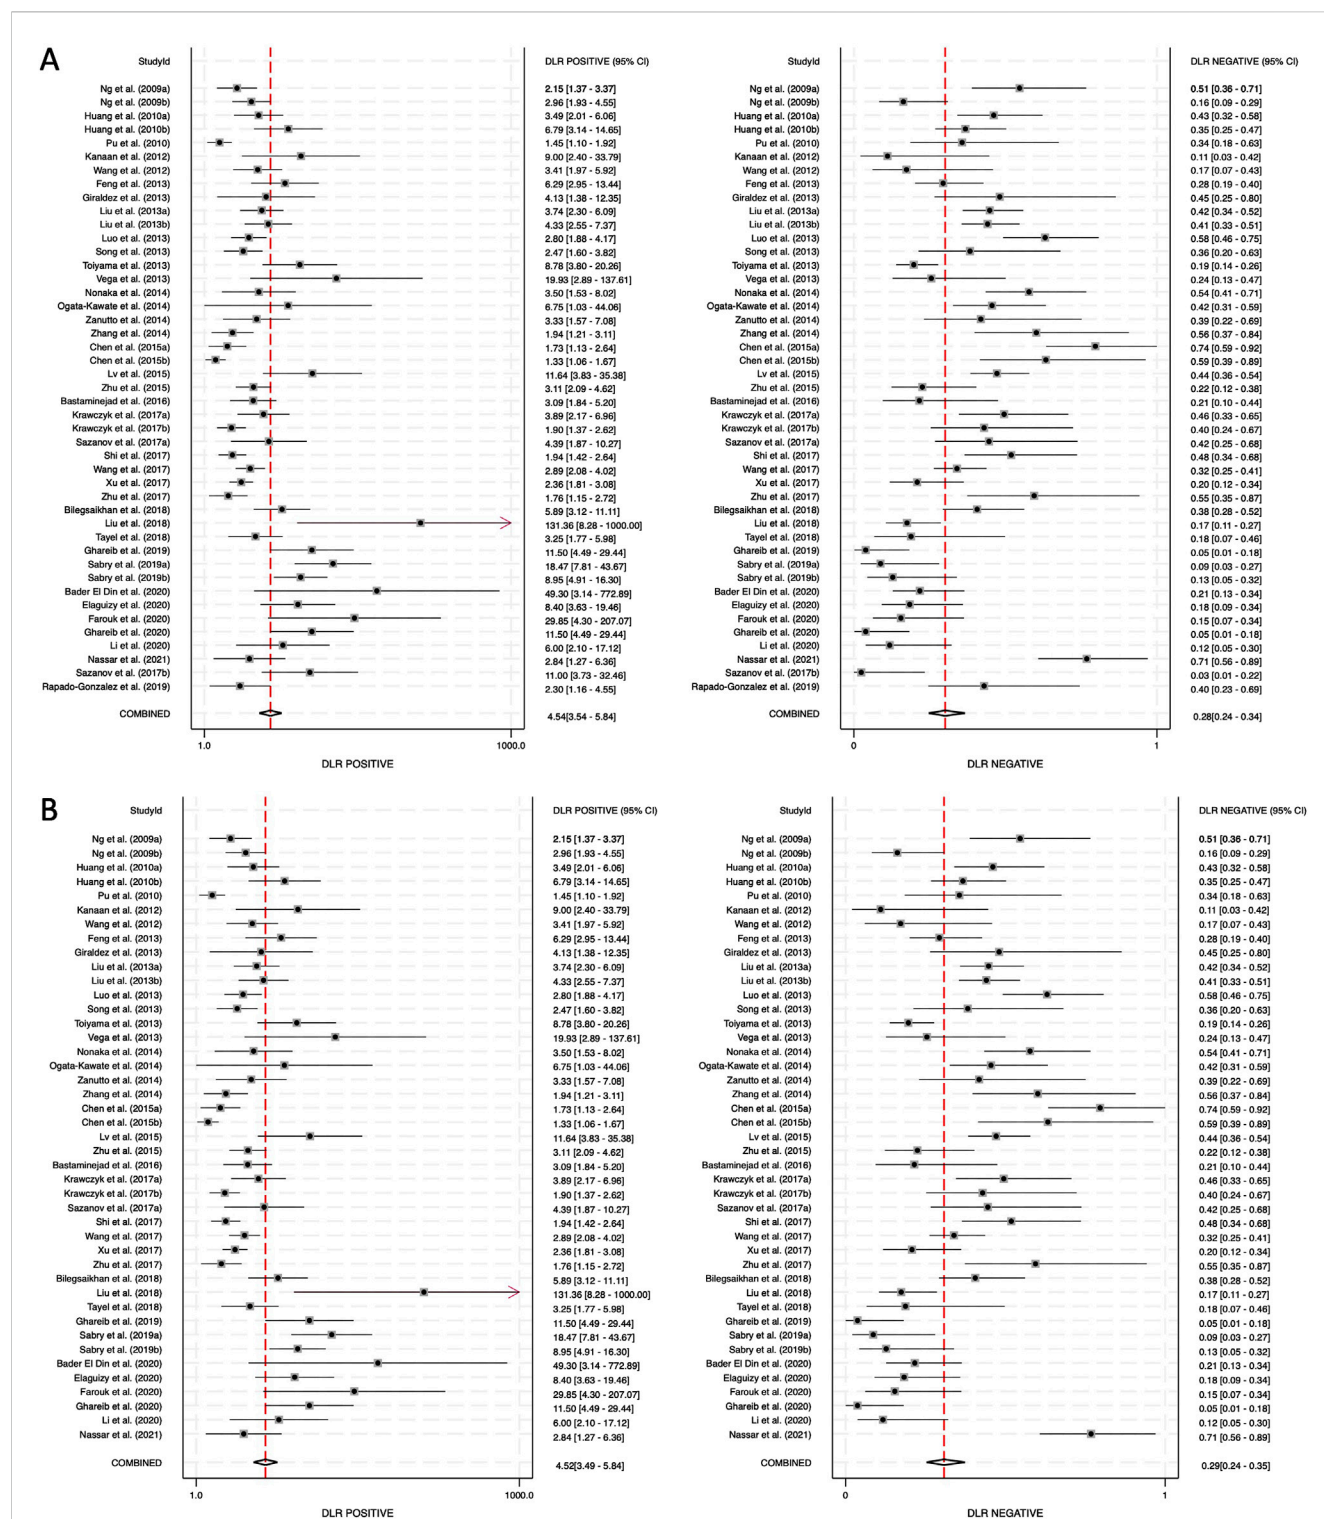 A
StudyId DLR POSITIVE (95% CI) StudyId DLR NEGATIVE (95% CI)
Ng et al. (2009a) 2.15 [1.37 - 3.37] Ng et al. (2009a) 0.51 [0.36 - 0.71]
Ng et al. (2009b) 2.96 [1.93 - 4.55] Ng et al. (2009b) 0.16 [0.09 - 0.29]
Huang et al. (2010a) 3.49 [2.01 - 6.06] Huang et al. (2010a) 0.43 [0.32 - 0.58]
Huang et al. (2010b) 6.79 [3.14 - 14.65] Huang et al. (2010b) 0.35 [0.25 - 0.47]
Pu et al. (2010) 1.45 [1.10 - 1.92] Pu et al. (2010) 0.34 [0.18 - 0.63]
Kanaan et al. (2012) 9.00 [2.40 - 33.79] Kanaan et al. (2012) 0.11 [0.03 - 0.42]
Wang et al. (2012) 3.41 [1.97 - 5.92] Wang et al. (2012) 0.17 [0.07 - 0.43]
Feng et al. (2013) 6.29 [2.95 - 13.44] Feng et al. (2013) 0.28 [0.19 - 0.40]
Giraldez et al. (2013) 4.13 [1.38 - 12.35] Giraldez et al. (2013) 0.45 [0.25 - 0.80]
Liu et al. (2013a) 3.74 [2.30 - 6.09] Liu et al. (2013a) 0.42 [0.34 - 0.52]
Liu et al. (2013b) 4.33 [2.55 - 7.37] Liu et al. (2013b) 0.41 [0.33 - 0.51]
Luo et al. (2013) 2.80 [1.88 - 4.17] Luo et al. (2013) 0.58 [0.46 - 0.75]
Song et al. (2013) 2.47 [1.60 - 3.82] Song et al. (2013) 0.36 [0.20 - 0.63]
Toiyama et al. (2013) 8.78 [3.80 - 20.26] Toiyama et al. (2013) 0.19 [0.14 - 0.26]
Vega et al. (2013) 19.93 [2.89 - 137.61] Vega et al. (2013) 0.24 [0.13 - 0.47]
Nonaka et al. (2014) 3.50 [1.53 - 8.02] Nonaka et al. (2014) 0.54 [0.41 - 0.71]
Ogata-Kawate et al. (2014) 6.75 [1.03 - 44.06] Ogata-Kawate et al. (2014) 0.42 [0.31 - 0.59]
Zanutto et al. (2014) 3.33 [1.57 - 7.08] Zanutto et al. (2014) 0.39 [0.22 - 0.69]
Zhang et al. (2014) 1.94 [1.21 - 3.11] Zhang et al. (2014) 0.56 [0.37 - 0.84]
Chen et al. (2015a) 1.73 [1.13 - 2.64] Chen et al. (2015a) 0.74 [0.59 - 0.92]
Chen et al. (2015b) 1.33 [1.06 - 1.67] Chen et al. (2015b) 0.59 [0.39 - 0.89]
Lv et al. (2015) 11.64 [3.83 - 35.38] Lv et al. (2015) 0.44 [0.36 - 0.54]
Zhu et al. (2015) 3.11 [2.09 - 4.62] Zhu et al. (2015) 0.22 [0.12 - 0.38]
Bastaminejad et al. (2016) 3.09 [1.84 - 5.20] Bastaminejad et al. (2016) 0.21 [0.10 - 0.44]
Krawczyk et al. (2017a) 3.89 [2.17 - 6.96] Krawczyk et al. (2017a) 0.46 [0.33 - 0.65]
Krawczyk et al. (2017b) 1.90 [1.37 - 2.62] Krawczyk et al. (2017b) 0.40 [0.24 - 0.67]
Sazanov et al. (2017a) 4.39 [1.87 - 10.27] Sazanov et al. (2017a) 0.42 [0.25 - 0.68]
Shi et al. (2017) 1.94 [1.42 - 2.64] Shi et al. (2017) 0.48 [0.34 - 0.68]
Wang et al. (2017) 2.89 [2.08 - 4.02] Wang et al. (2017) 0.32 [0.25 - 0.41]
Xu et al. (2017) 2.36 [1.81 - 3.08] Xu et al. (2017) 0.20 [0.12 - 0.34]
Zhu et al. (2017) 1.76 [1.15 - 2.72] Zhu et al. (2017) 0.55 [0.35 - 0.87]
Bilegsaikhan et al. (2018) 5.89 [3.12 - 11.11] Bilegsaikhan et al. (2018) 0.38 [0.28 - 0.52]
Liu et al. (2018) 131.36 [8.28 - 1000.00] Liu et al. (2018) 0.17 [0.11 - 0.27]
Tayel et al. (2018) 3.25 [1.77 - 5.98] Tayel et al. (2018) 0.18 [0.07 - 0.46]
Ghareib et al. (2019) 11.50 [4.49 - 29.44] Ghareib et al. (2019) 0.05 [0.01 - 0.18]
Sabry et al. (2019a) 18.47 [7.81 - 43.67] Sabry et al. (2019a) 0.09 [0.03 - 0.27]
Sabry et al. (2019b) 8.95 [4.91 - 16.30] Sabry et al. (2019b) 0.13 [0.05 - 0.32]
Bader El Din et al. (2020) 49.30 [3.14 - 772.89] Bader El Din et al. (2020) 0.21 [0.13 - 0.34]
Elaguizy et al. (2020) 8.40 [3.63 - 19.46] Elaguizy et al. (2020) 0.18 [0.09 - 0.34]
Farouk et al. (2020) 29.85 [4.30 - 207.07] Farouk et al. (2020) 0.15 [0.07 - 0.34]
Ghareib et al. (2020) 11.50 [4.49 - 29.44] Ghareib et al. (2020) 0.05 [0.01 - 0.18]
Li et al. (2020) 6.00 [2.10 - 17.12] Li et al. (2020) 0.12 [0.05 - 0.30]
Nassar et al. (2021) 2.84 [1.27 - 6.36] Nassar et al. (2021) 0.71 [0.56 - 0.89]
Sazanov et al. (2017b) 11.00 [3.73 - 32.46] Sazanov et al. (2017b) 0.03 [0.01 - 0.22]
Rapado-Gonzalez et al. (2019) 2.30 [1.16 - 4.55] Rapado-Gonzalez et al. (2019) 0.40 [0.23 - 0.69]
COMBINED 4.54[3.54 - 5.84] COMBINED 0.28[0.24 - 0.34]
1.0 1000.0 0 1
DLR POSITIVE DLR NEGATIVE
B
StudyId DLR POSITIVE (95% CI) StudyId DLR NEGATIVE (95% CI)
Ng et al. (2009a) 2.15 [1.37 - 3.37] Ng et al. (2009a) 0.51 [0.36 - 0.71]
Ng et al. (2009b) 2.96 [1.93 - 4.55] Ng et al. (2009b) 0.16 [0.09 - 0.29]
Huang et al. (2010a) 3.49 [2.01 - 6.06] Huang et al. (2010a) 0.43 [0.32 - 0.58]
Huang et al. (2010b) 6.79 [3.14 - 14.65] Huang et al. (2010b) 0.35 [0.25 - 0.47]
Pu et al. (2010) 1.45 [1.10 - 1.92] Pu et al. (2010) 0.34 [0.18 - 0.63]
Kanaan et al. (2012) 9.00 [2.40 - 33.79] Kanaan et al. (2012) 0.11 [0.03 - 0.42]
Wang et al. (2012) 3.41 [1.97 - 5.92] Wang et al. (2012) 0.17 [0.07 - 0.43]
Feng et al. (2013) 6.29 [2.95 - 13.44] Feng et al. (2013) 0.28 [0.19 - 0.40]
Giraldez et al. (2013) 4.13 [1.38 - 12.35] Giraldez et al. (2013) 0.45 [0.25 - 0.80]
Liu et al. (2013a) 3.74 [2.30 - 6.09] Liu et al. (2013a) 0.42 [0.34 - 0.52]
Liu et al. (2013b) 4.33 [2.55 - 7.37] Liu et al. (2013b) 0.41 [0.33 - 0.51]
Luo et al. (2013) 2.80 [1.88 - 4.17] Luo et al. (2013) 0.58 [0.46 - 0.75]
Song et al. (2013) 2.47 [1.60 - 3.82] Song et al. (2013) 0.36 [0.20 - 0.63]
Toiyama et al. (2013) 8.78 [3.80 - 20.26] Toiyama et al. (2013) 0.19 [0.14 - 0.26]
Vega et al. (2013) 19.93 [2.89 - 137.61] Vega et al. (2013) 0.24 [0.13 - 0.47]
Nonaka et al. (2014) 3.50 [1.53 - 8.02] Nonaka et al. (2014) 0.54 [0.41 - 0.71]
Ogata-Kawate et al. (2014) 6.75 [1.03 - 44.06] Ogata-Kawate et al. (2014) 0.42 [0.31 - 0.59]
Zanutto et al. (2014) 3.33 [1.57 - 7.08] Zanutto et al. (2014) 0.39 [0.22 - 0.69]
Zhang et al. (2014) 1.94 [1.21 - 3.11] Zhang et al. (2014) 0.56 [0.37 - 0.84]
Chen et al. (2015a) 1.73 [1.13 - 2.64] Chen et al. (2015a) 0.74 [0.59 - 0.92]
Chen et al. (2015b) 1.33 [1.06 - 1.67] Chen et al. (2015b) 0.59 [0.39 - 0.89]
Lv et al. (2015) 11.64 [3.83 - 35.38] Lv et al. (2015) 0.44 [0.36 - 0.54]
Zhu et al. (2015) 3.11 [2.09 - 4.62] Zhu et al. (2015) 0.22 [0.12 - 0.38]
Bastaminejad et al. (2016) 3.09 [1.84 - 5.20] Bastaminejad et al. (2016) 0.21 [0.10 - 0.44]
Krawczyk et al. (2017a) 3.89 [2.17 - 6.96] Krawczyk et al. (2017a) 0.46 [0.33 - 0.65]
Krawczyk et al. (2017b) 1.90 [1.37 - 2.62] Krawczyk et al. (2017b) 0.40 [0.24 - 0.67]
Sazanov et al. (2017a) 4.39 [1.87 - 10.27] Sazanov et al. (2017a) 0.42 [0.25 - 0.68]
Shi et al. (2017) 1.94 [1.42 - 2.64] Shi et al. (2017) 0.48 [0.34 - 0.68]
Wang et al. (2017) 2.89 [2.08 - 4.02] Wang et al. (2017) 0.32 [0.25 - 0.41]
Xu et al. (2017) 2.36 [1.81 - 3.08] Xu et al. (2017) 0.20 [0.12 - 0.34]
Zhu et al. (2017) 1.76 [1.15 - 2.72] Zhu et al. (2017) 0.55 [0.35 - 0.87]
Bilegsaikhan et al. (2018) 5.89 [3.12 - 11.11] Bilegsaikhan et al. (2018) 0.38 [0.28 - 0.52]
Liu et al. (2018) 131.36 [8.28 - 1000.00] Liu et al. (2018) 0.17 [0.11 - 0.27]
Tayel et al. (2018) 3.25 [1.77 - 5.98] Tayel et al. (2018) 0.18 [0.07 - 0.46]
Ghareib et al. (2019) 11.50 [4.49 - 29.44] Ghareib et al. (2019) 0.05 [0.01 - 0.18]
Sabry et al. (2019a) 18.47 [7.81 - 43.67] Sabry et al. (2019a) 0.09 [0.03 - 0.27]
Sabry et al. (2019b) 8.95 [4.91 - 16.30] Sabry et al. (2019b) 0.13 [0.05 - 0.32]
Bader El Din et al. (2020) 49.30 [3.14 - 772.89] Bader El Din et al. (2020) 0.21 [0.13 - 0.34]
Elaguizy et al. (2020) 8.40 [3.63 - 19.46] Elaguizy et al. (2020) 0.18 [0.09 - 0.34]
Farouk et al. (2020) 29.85 [4.30 - 207.07] Farouk et al. (2020) 0.15 [0.07 - 0.34]
Ghareib et al. (2020) 11.50 [4.49 - 29.44] Ghareib et al. (2020) 0.05 [0.01 - 0.18]
Li et al. (2020) 6.00 [2.10 - 17.12] Li et al. (2020) 0.12 [0.05 - 0.30]
Nassar et al. (2021) 2.84 [1.27 - 6.36] Nassar et al. (2021) 0.71 [0.56 - 0.89]
COMBINED 4.52[3.49 - 5.84] COMBINED 0.29[0.24 - 0.35]
1.0 1000.0 0 1
DLR POSITIVE DLR NEGATIVE